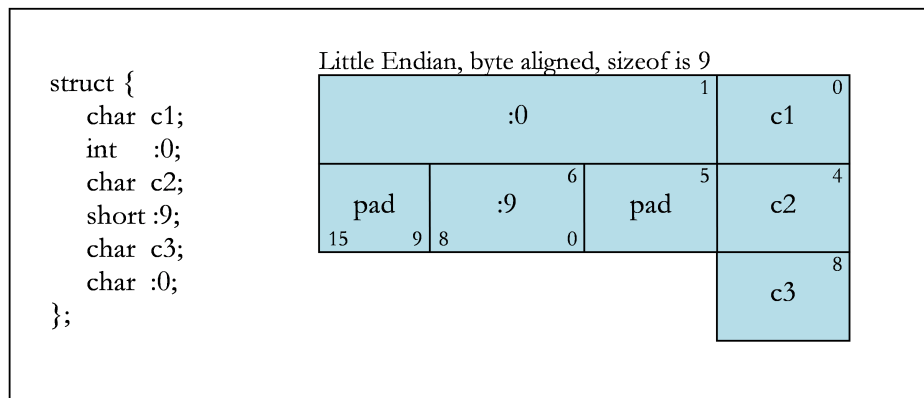 Little Endian, byte aligned, sizeof is 9
struct {
char c1;
int :0;
char c2;
short :9;
char c3;
char :0;
};
:0 1 c1 0
pad 15 9 :9 6 8 0 pad 5 c2 4
c3 8